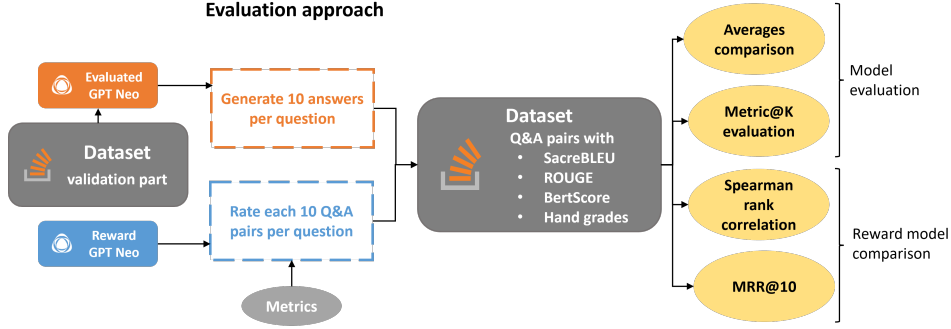 Evaluation approach
Evaluated
GPT Neo
Generate 10 answers
per question
Dataset
validation part
Reward
GPT Neo
Rate each 10 Q&A
pairs per question
Metrics
Dataset
Q&A pairs with
• SacreBLEU
• ROUGE
• BertScore
• Hand grades
Averages
comparison
Metric@K
evaluation
Model
evaluation
Spearman
rank
correlation
MRR@10
Reward model
comparison